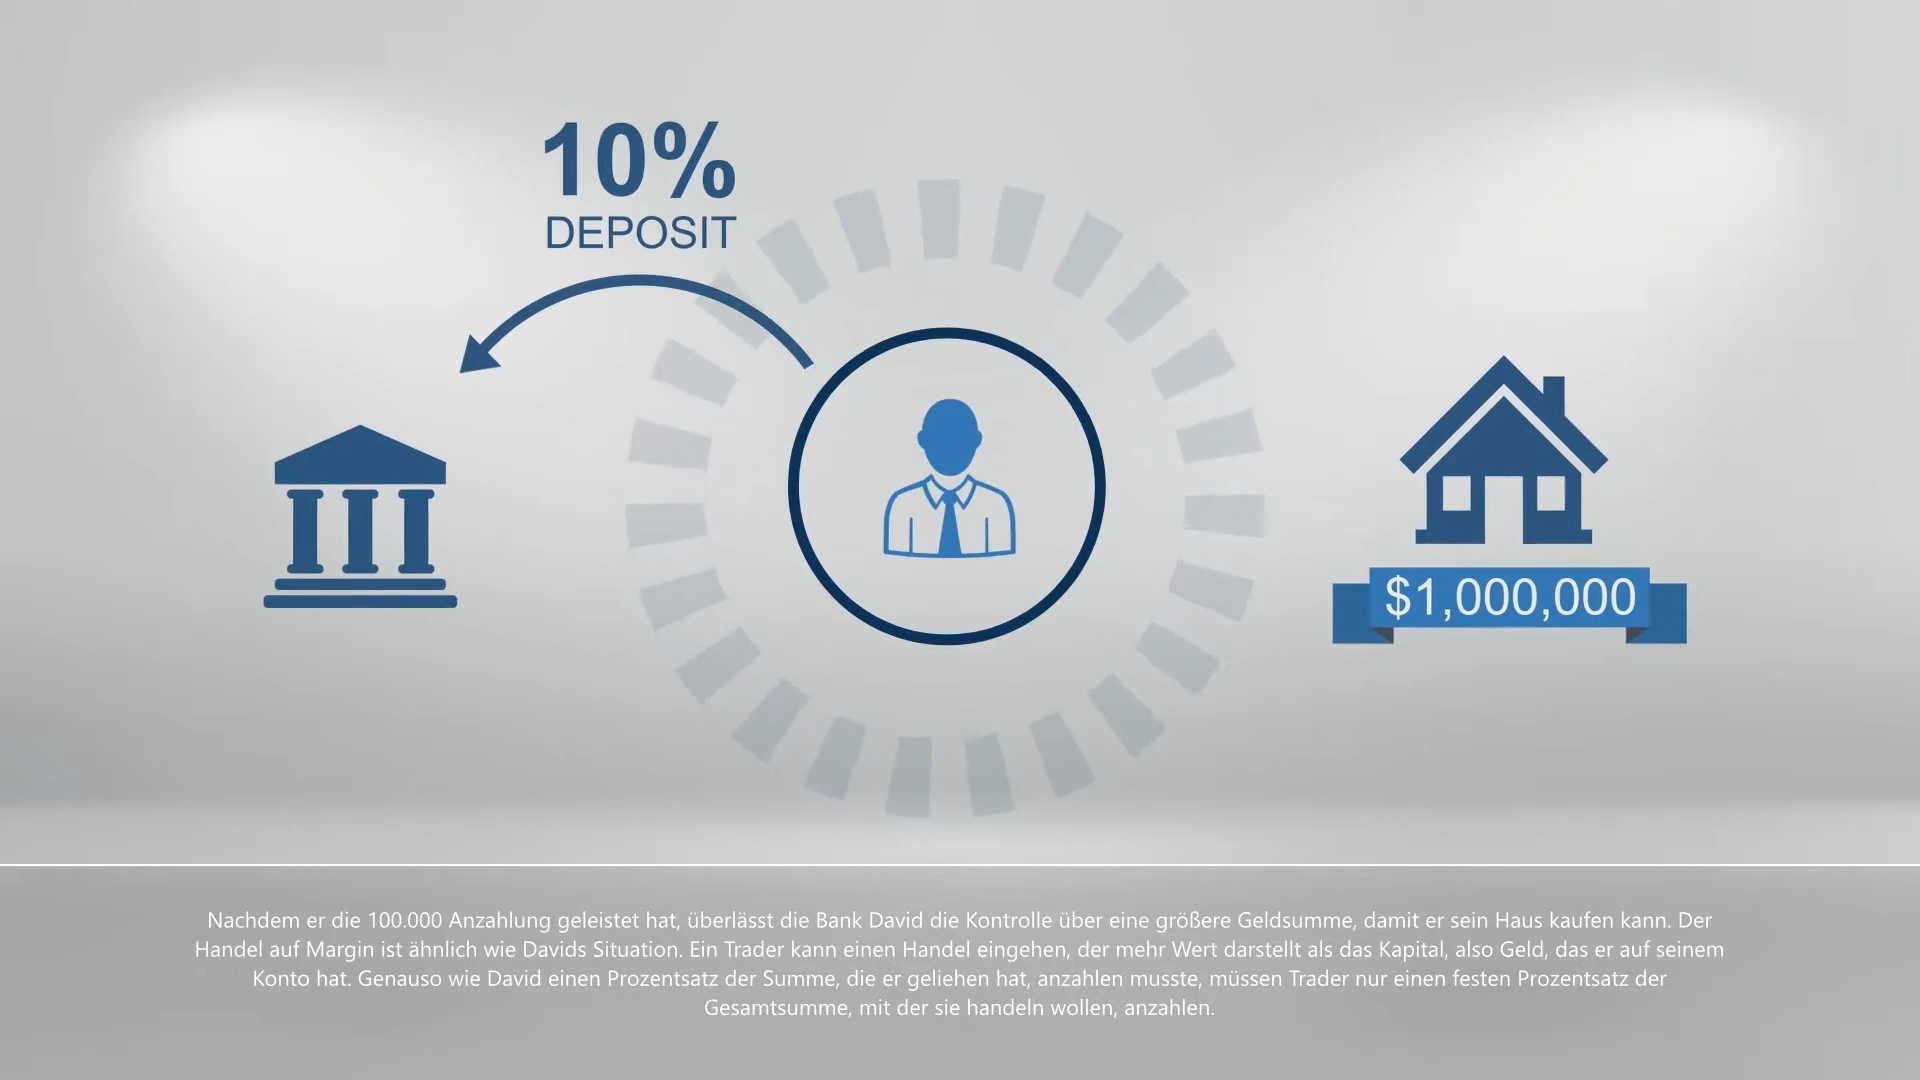 10%
DEPOSIT
$1,000,000
Nachdem er die 100.000 Anzahlung geleistet hat, überlässt die Bank David die Kontrolle über eine größere Geldsumme, damit er sein Haus kaufen kann. Der
Handel auf Margin ist ähnlich wie Davids Situation. Ein Trader kann einen Handel eingehen, der mehr Wert darstellt als das Kapital, also Geld, das er auf seinem
Konto hat. Genauso wie David einen Prozentsatz der Summe, die er geliehen hat, anzahlen musste, müssen Trader nur einen festen Prozentsatz der
Gesamtsumme, mit der sie handeln wollen, anzahlen.